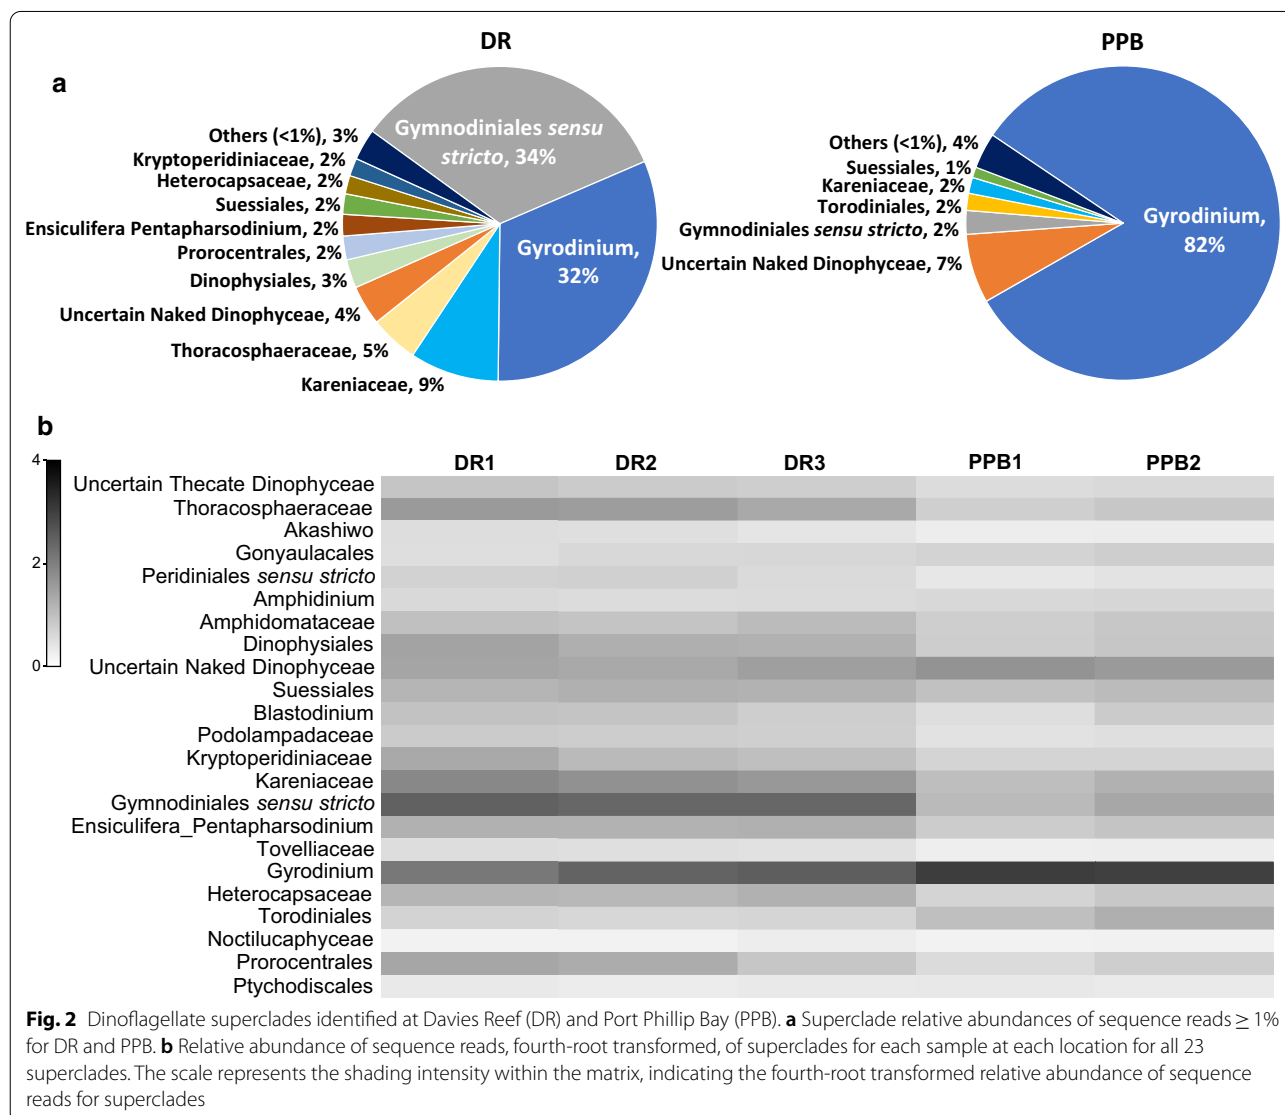 DR
PPB
a
Gymnodiniales sensu
stricto, 34%
Others (<1%), 3%
Kryptoperidiniaceae, 2%
Heterocapsaceae, 2%
Suessiales, 2%
Ensiculifera Pentapharsodinium, 2%
Prorocentrales, 2%
Dinophysiales, 3%
Uncertain Naked Dinophyceae, 4%
Thoracosphaeraceae, 5%
Kareniaceae, 9%
Gyrodinium,
32%
Others (<1%), 4%
Suessiales, 1%
Kareniaceae, 2%
Torodiniales, 2%
Gymnodiniales sensu stricto, 2%
Uncertain Naked Dinophyceae, 7%
Gyrodinium,
82%
b
4
2
0
DR1 DR2 DR3 PPB1 PPB2
Uncertain Thecate Dinophyceae
Thoracosphaeraceae
Akashiwo
Gonyaulacales
Peridiniales sensu stricto
Amphidinium
Amphidomataceae
Dinophysiales
Uncertain Naked Dinophyceae
Suessiales
Blastodinium
Podolampadaceae
Kryptoperidiniaceae
Kareniaceae
Gymnodiniales sensu stricto
Ensiculifera_Pentapharsodinium
Tovelliaceae
Gyrodinium
Heterocapsaceae
Torodiniales
Noctilucaphyceae
Prorocentrales
Ptychodiscales
Fig. 2 Dinoflagellate superclades identified at Davies Reef (DR) and Port Phillip Bay (PPB). a Superclade relative abundances of sequence reads ≥ 1%
for DR and PPB. b Relative abundance of sequence reads, fourth-root transformed, of superclades for each sample at each location for all 23
superclades. The scale represents the shading intensity within the matrix, indicating the fourth-root transformed relative abundance of sequence
reads for superclades